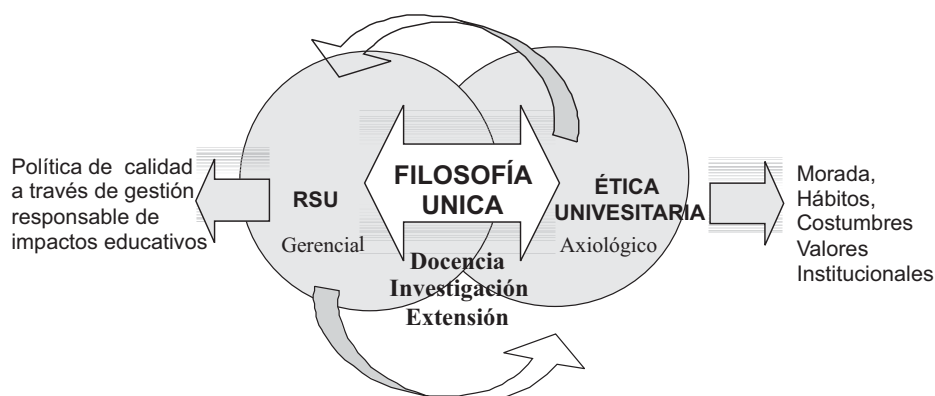 Política de calidad
a través de gestión
responsable de
impactos educativos
RSU
Gerencial
FILOSOFÍA
UNICA
Docencia
Investigación
Extensión
ÉTICA
UNIVESITARIA
Axiológico
Morada,
Hábitos,
Costumbres
Valores
Institucionales